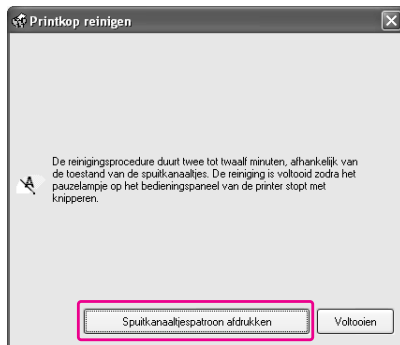 Printkop reinigen
De reinigingsprocedure duurt twee tot twaalf minuten, afhankelijk van
de toestand van de spuitkanaaltjes. De reiniging is voltooid zodra het
pauzelampje op het bedieningspaneel van de printer stopt met
knipperen.
Spuitkanaaltjespatroon afdrukken
Voltooien